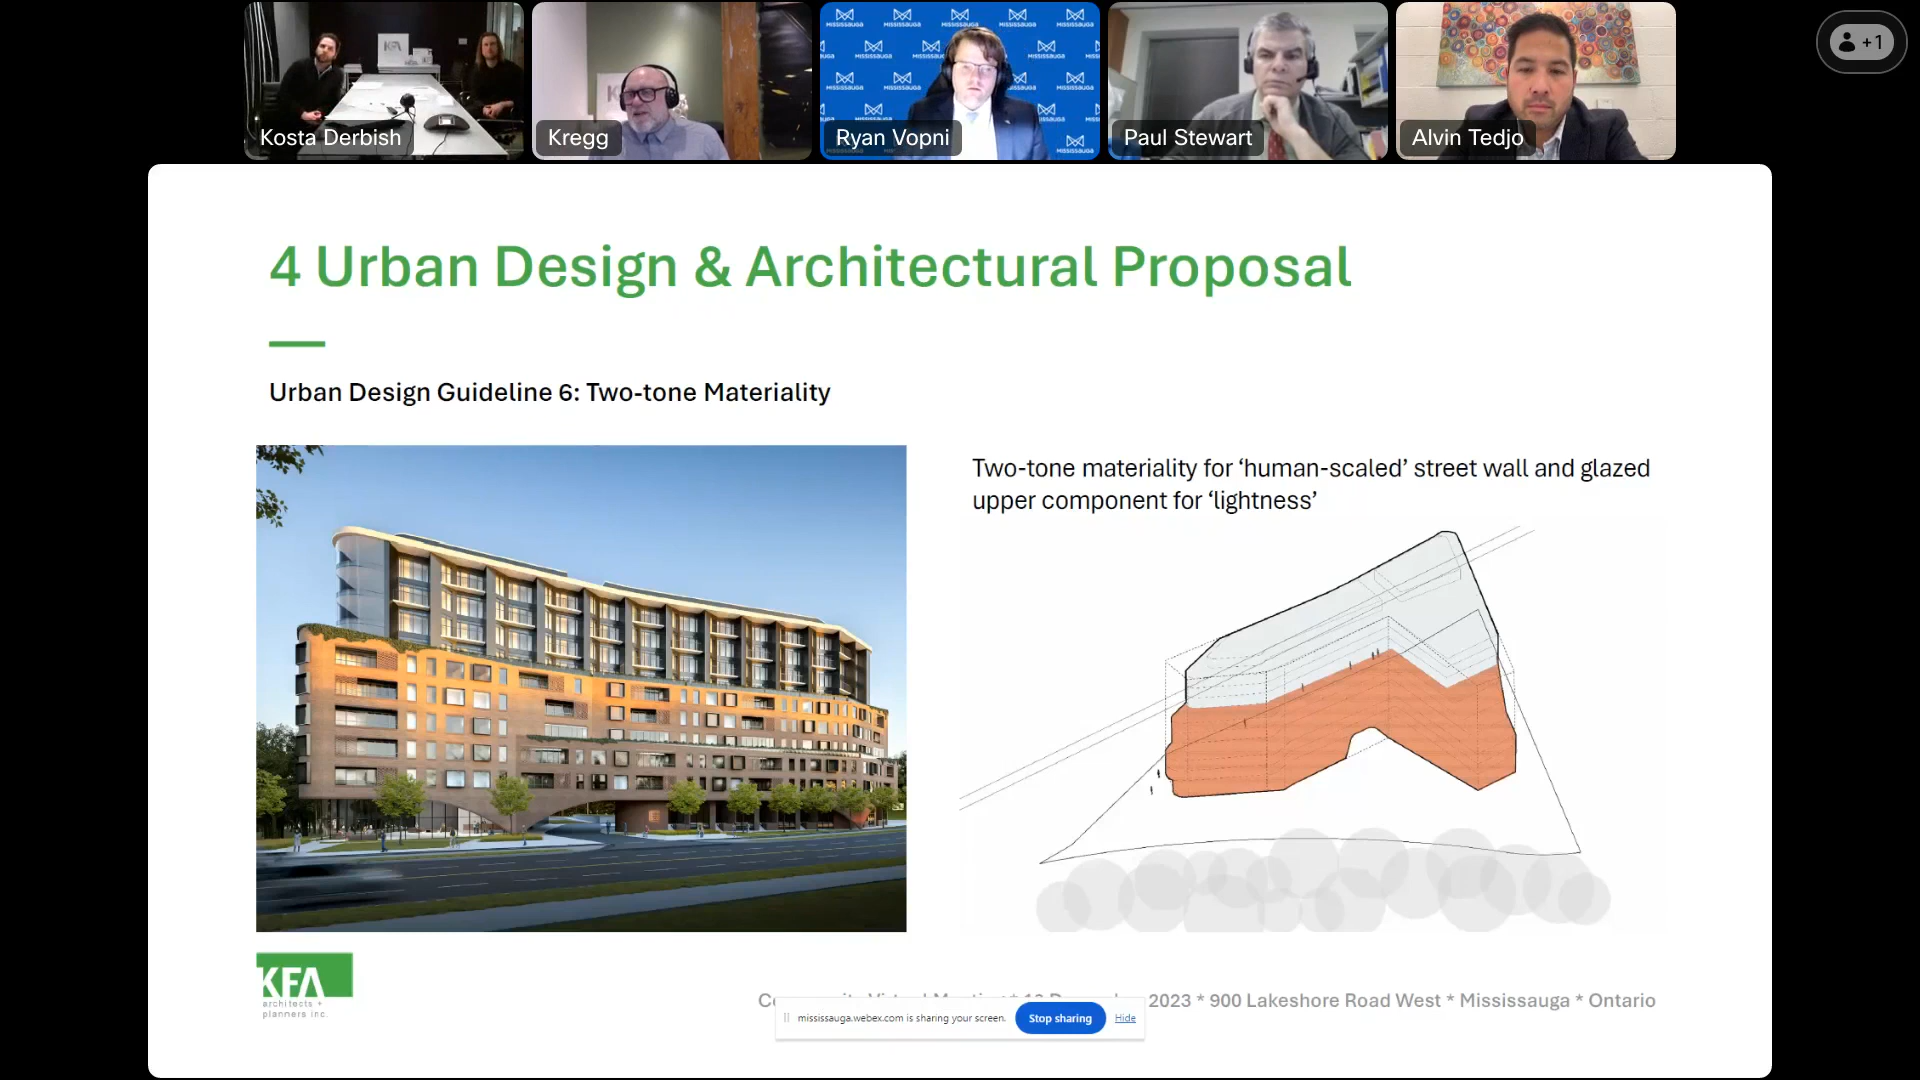 Kosta Derbish
Kregg
Ryan Vopni
Paul Stewart
Alvin Tedjo
+1
4 Urban Design & Architectural Proposal
Urban Design Guideline 6: Two-tone Materiality
Two-tone materiality for ‘human-scaled’ street wall and glazed
upper component for ‘lightness’
KFA
architects +
planners inc.
2023 * 900 Lakeshore Road West * Mississauga * Ontario
mississauga.webex.com is sharing your screen.
Stop sharing
Hide